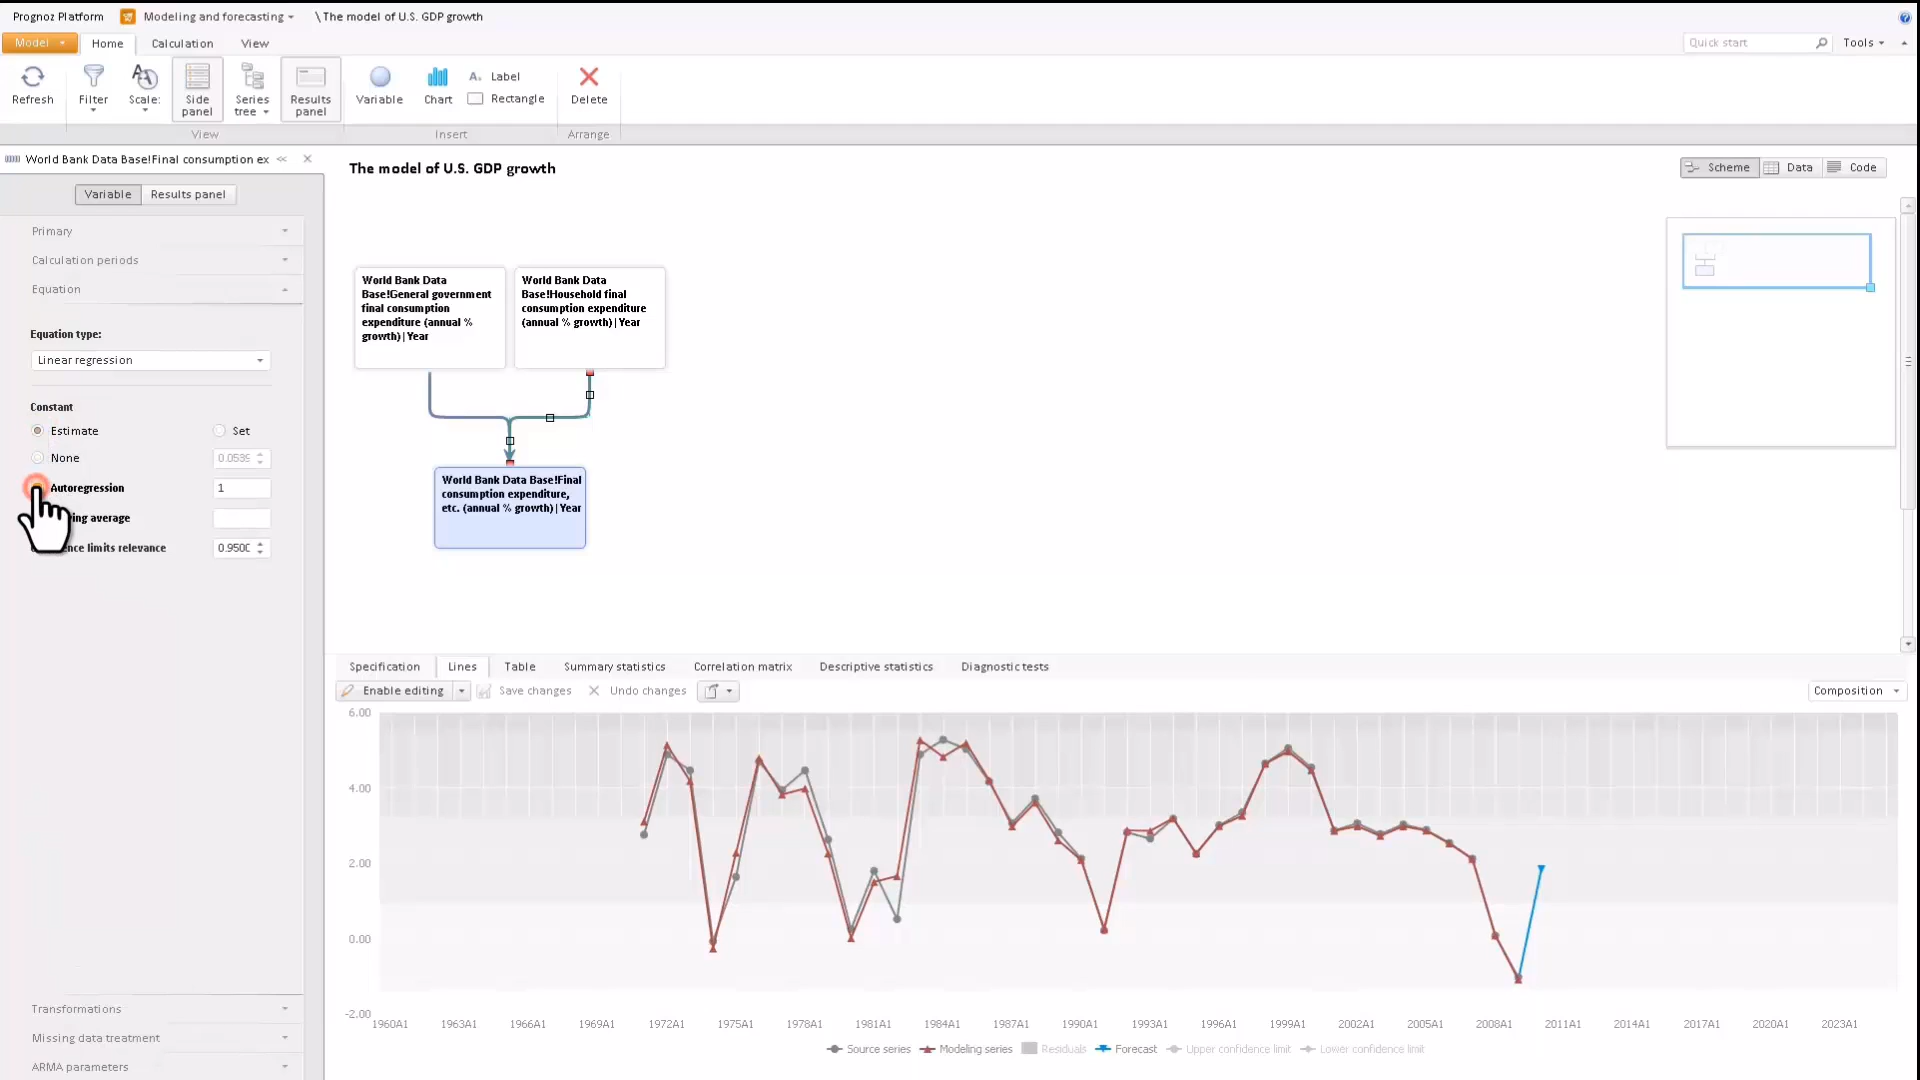 Prognoz Platform Modeling and forecasting \ The model of U.S. GDP growth
Model Home Calculation View
Quick start Tools
Refresh Filter Scale: Side panel Series tree Results panel Variable Chart Label Rectangle Delete
View Insert Arrange
World Bank Data Base!Final consumption ex
Variable Results panel
Primary
Calculation periods
Equation
Equation type:
Linear regression
Constant
Estimate Set
None 0.0539
Autoregression 1
average
limits relevance 0.950
Transformations
Missing data treatment
ARMA parameters
The model of U.S. GDP growth
Scheme Data Code
World Bank Data
Base!General government
final consumption
expenditure (annual %
growth)|Year
World Bank Data
Base!Household final
consumption expenditure
(annual % growth)|Year
World Bank Data Base!Final
consumption expenditure,
etc. (annual % growth)|Year
Specification Lines Table Summary statistics Correlation matrix Descriptive statistics Diagnostic tests
Enable editing Save changes Undo changes Composition
6.00
4.00
2.00
0.00
-2.00
1960A1 1963A1 1966A1 1969A1 1972A1 1975A1 1978A1 1981A1 1984A1 1987A1 1990A1 1993A1 1996A1 1999A1 2002A1 2005A1 2008A1 2011A1 2014A1 2017A1 2020A1 2023A1
Source series Modeling series Residuals Forecast Upper confidence limit Lower confidence limit